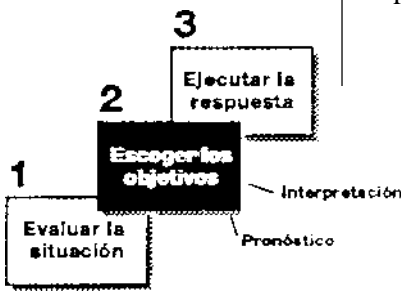 3
Ejecutar la
respuesta
2
Escoger los
objetivos
Interpretación
Pronóstico
1
Evaluar la
situación